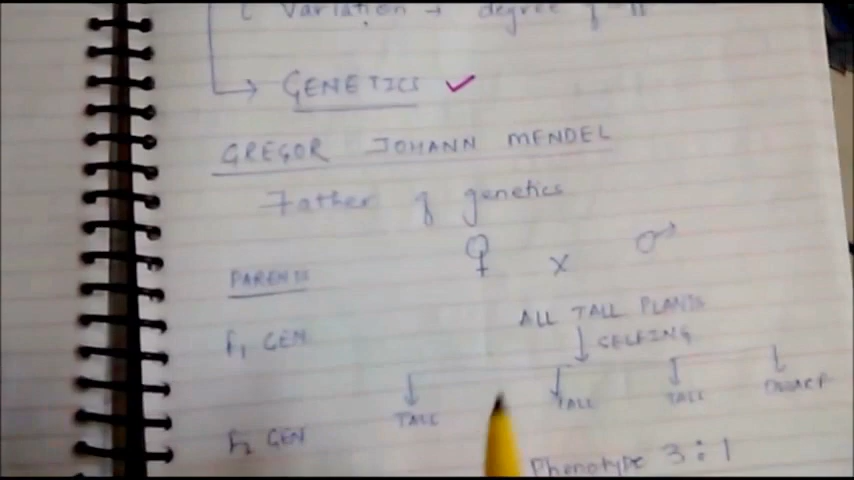 Variation → degree of
→ GENETICS ✓
GREGOR JOHANN MENDEL
Father of genetics
PARENTS ♀ x ♂
F1 GEN ALL TALL PLANTS
↓ SELFING
↓ ↓ ↓ ↓
TALL TALL TALL DWARF
F2 GEN
Phenotype 3:1